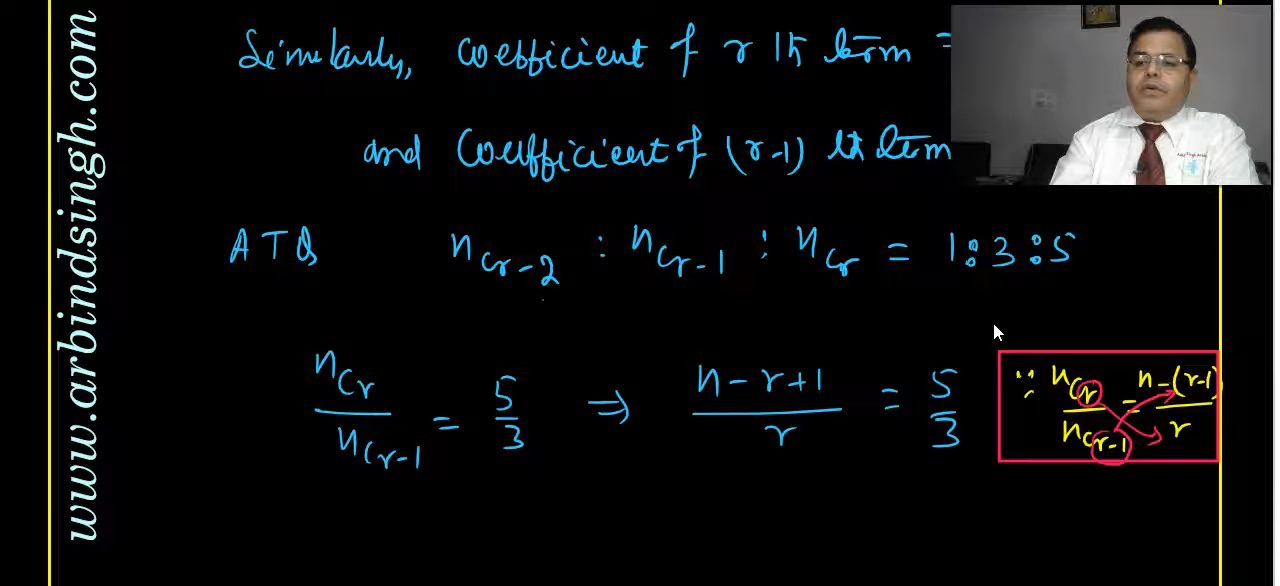 www.arbindsingh.com
Similarly, coefficient of r th term =
and coefficient of (r-1) th term
ATQ nCr-2 : nCr-1 : nCr = 1:3:5
nCr / nCr-1 = 5/3 ⇒ n-r+1 / r = 5/3
∵ nCr / nCr-1 = n-(r-1) / r